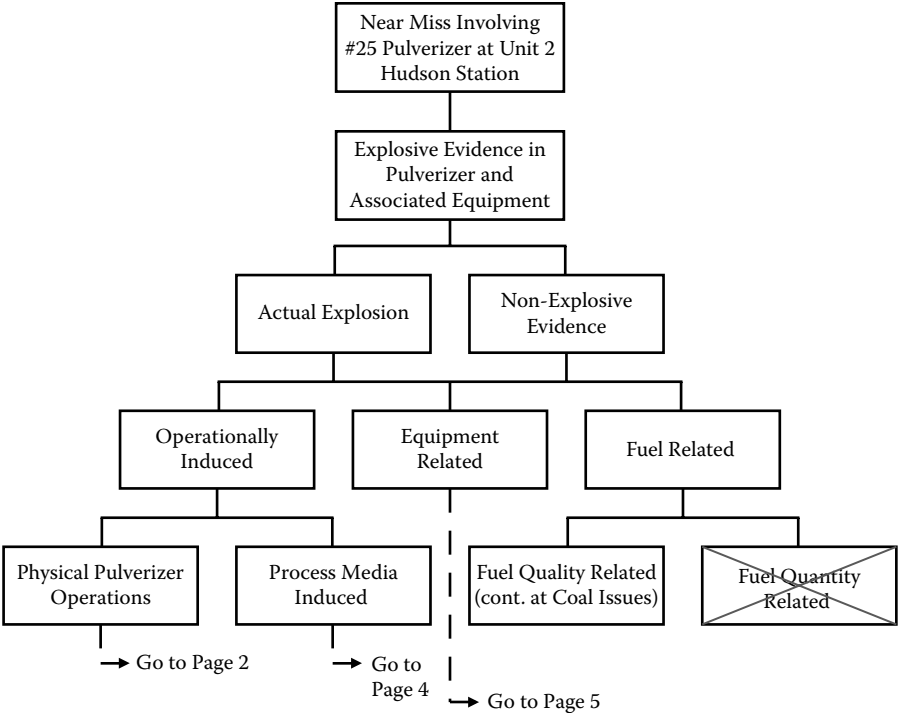 Near Miss Involving
#25 Pulverizer at Unit 2
Hudson Station
Explosive Evidence in
Pulverizer and
Associated Equipment
Actual Explosion
Non-Explosive
Evidence
Operationally
Induced
Equipment
Related
Fuel Related
Physical Pulverizer
Operations
Process Media
Induced
Fuel Quality Related
(cont. at Coal Issues)
Fuel Quantity
Related
Go to Page 2
Go to
Page 4
Go to Page 5